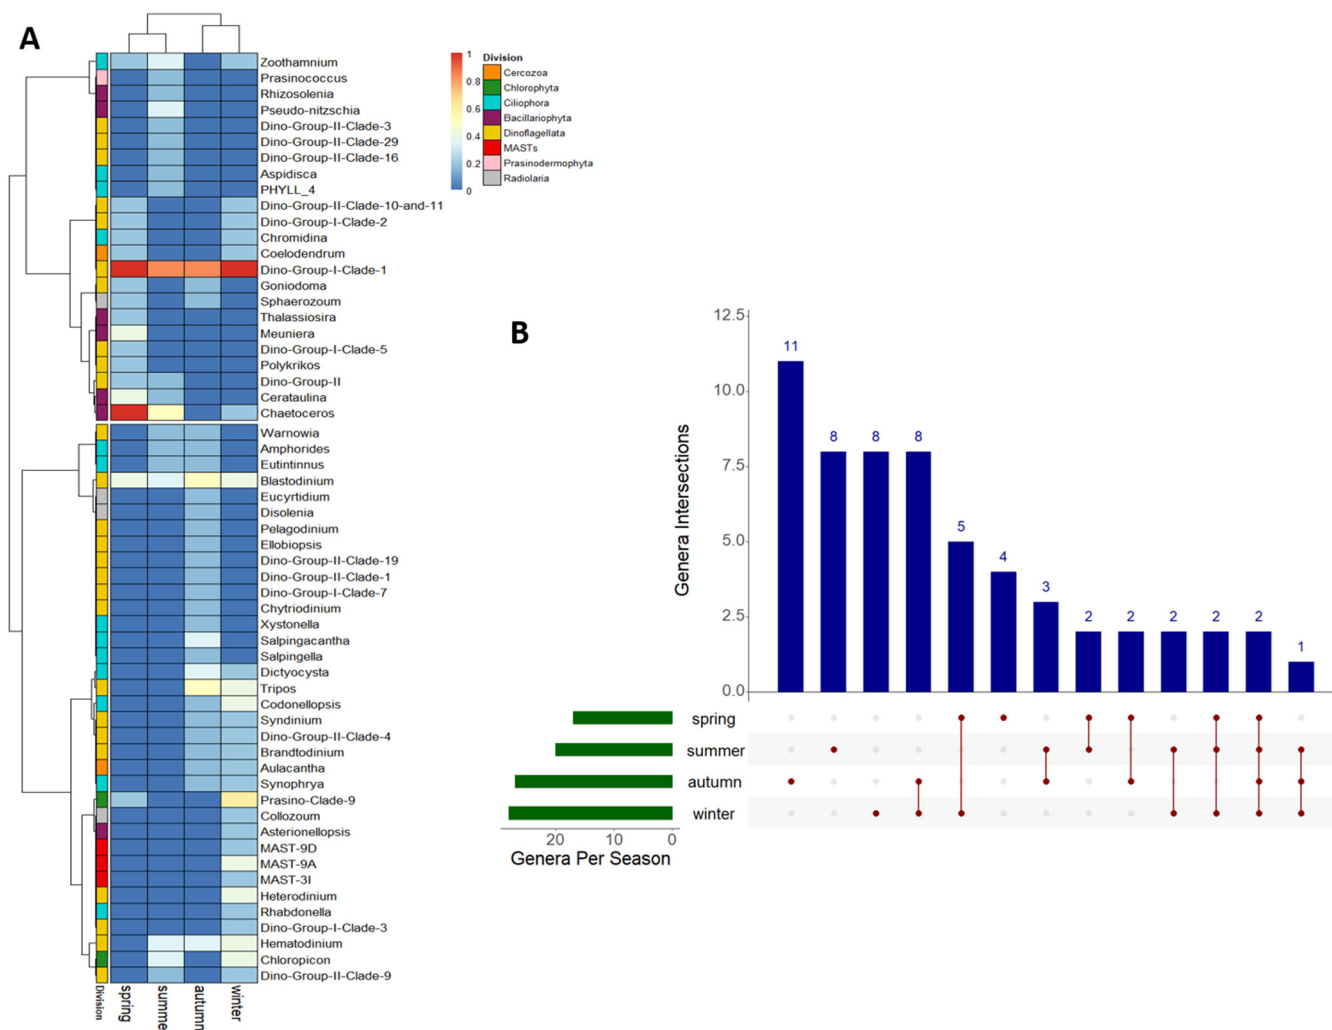 A
Zoothamnium
Prasinococcus
Rhizosolenia
Pseudo-nitzschia
Dino-Group-II-Clade-3
Dino-Group-II-Clade-29
Dino-Group-II-Clade-16
Aspidisca
PHYLL_4
Dino-Group-II-Clade-10-and-11
Dino-Group-I-Clade-2
Chromidina
Coelodendrum
Dino-Group-I-Clade-1
Goniodoma
Sphaerozoum
Thalassiosira
Meuniera
Dino-Group-I-Clade-5
Polykrikos
Dino-Group-II
Cerataulina
Chaetoceros
Warnowia
Amphorides
Eutintinnus
Blastodinium
Eucyrtidium
Disolenia
Pelagodinium
Ellobiopsis
Dino-Group-II-Clade-19
Dino-Group-II-Clade-1
Dino-Group-I-Clade-7
Chytriodinium
Xystonella
Salpingacantha
Salpingella
Dictyocysta
Tripos
Codonellopsis
Syndinium
Dino-Group-II-Clade-4
Brandtodinium
Aulacantha
Synophrya
Prasino-Clade-9
Collozoum
Asterionellopsis
MAST-9D
MAST-9A
MAST-3I
Heterodinium
Rhabdonella
Dino-Group-I-Clade-3
Hematodinium
Chloropicon
Dino-Group-II-Clade-9
Division
spring
summe
autumn
winter
1
0.8
0.6
0.4
0.2
0
Division
Cercozoa
Chlorophyta
Ciliophora
Bacillariophyta
Dinoflagellata
MASTs
Prasinodermophyta
Radiolaria
B
Genera Intersections
12.5
10.0
7.5
5.0
2.5
0.0
11
8
8
8
5
4
3
2
2
2
2
2
1
spring
summer
autumn
winter
20
10
0
Genera Per Season